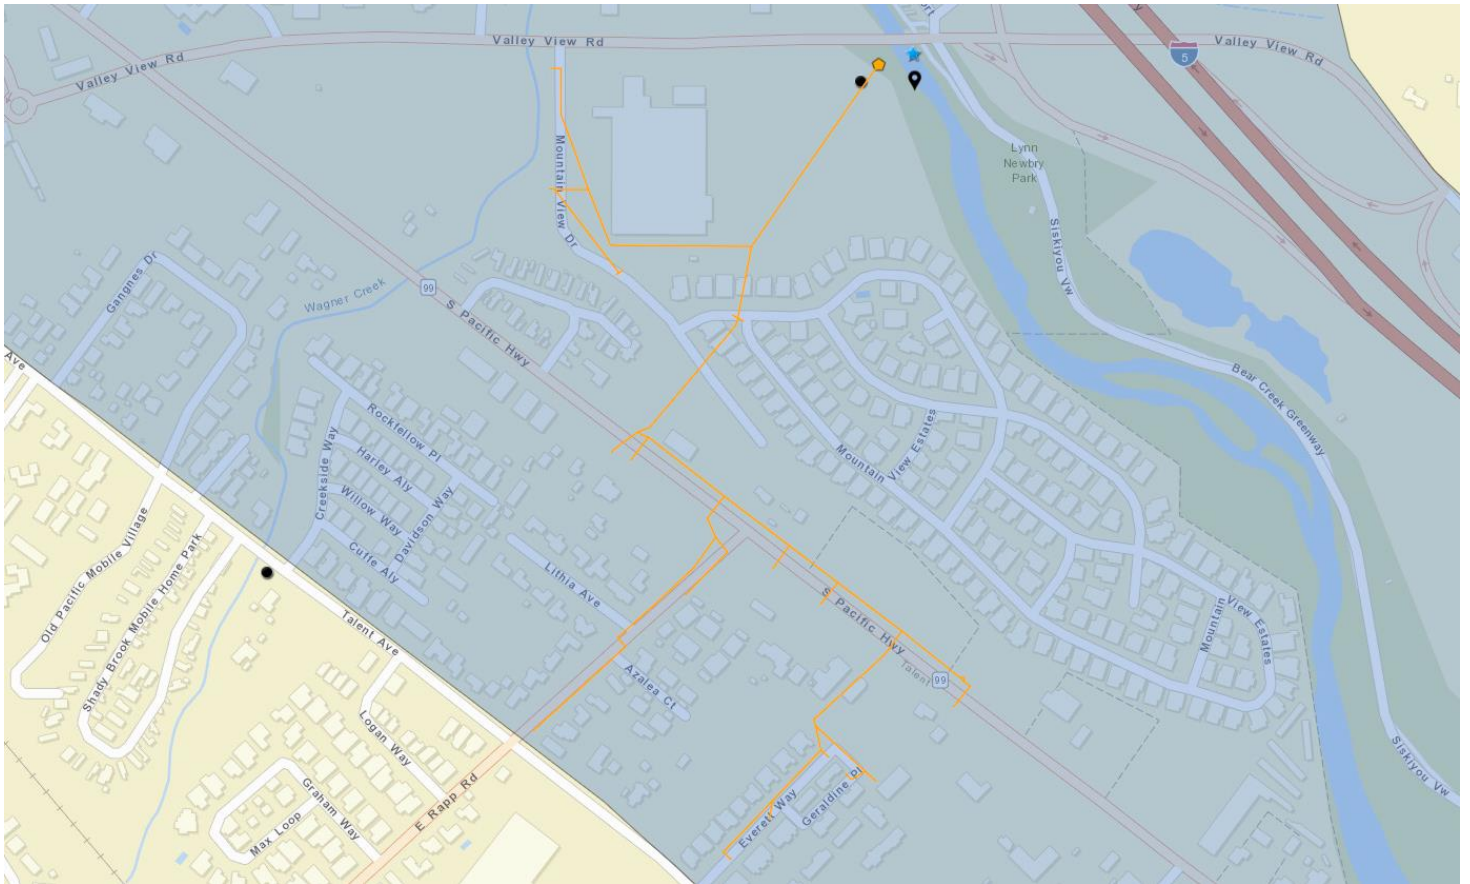 ort
y
Valley View Rd
Valley View Rd
Valley View Rd
5
Mountain View Dr
Lynn
Newbry
Park
Siskiyou Vw
Gangnes Dr
Wagner Creek
99
S Pacific Hwy
Ave
Bear Creek Greenway
Rockfellow Pl
Harley Aly
Creekside Way
Willow Way
Davidson Way
Cuffe Aly
Mountain View Estates
Old Pacific Mobile Village
Shady Brook Mobile Home Park
Lithia Ave
Talent Ave
S Pacific Hwy
Talent
99
Mountain View Estates
Azalea Ct
Logan Way
Graham Way
Max Loop
E Rapp Rd
Everett Way
Geraldine Pl
Siskiyou Vw